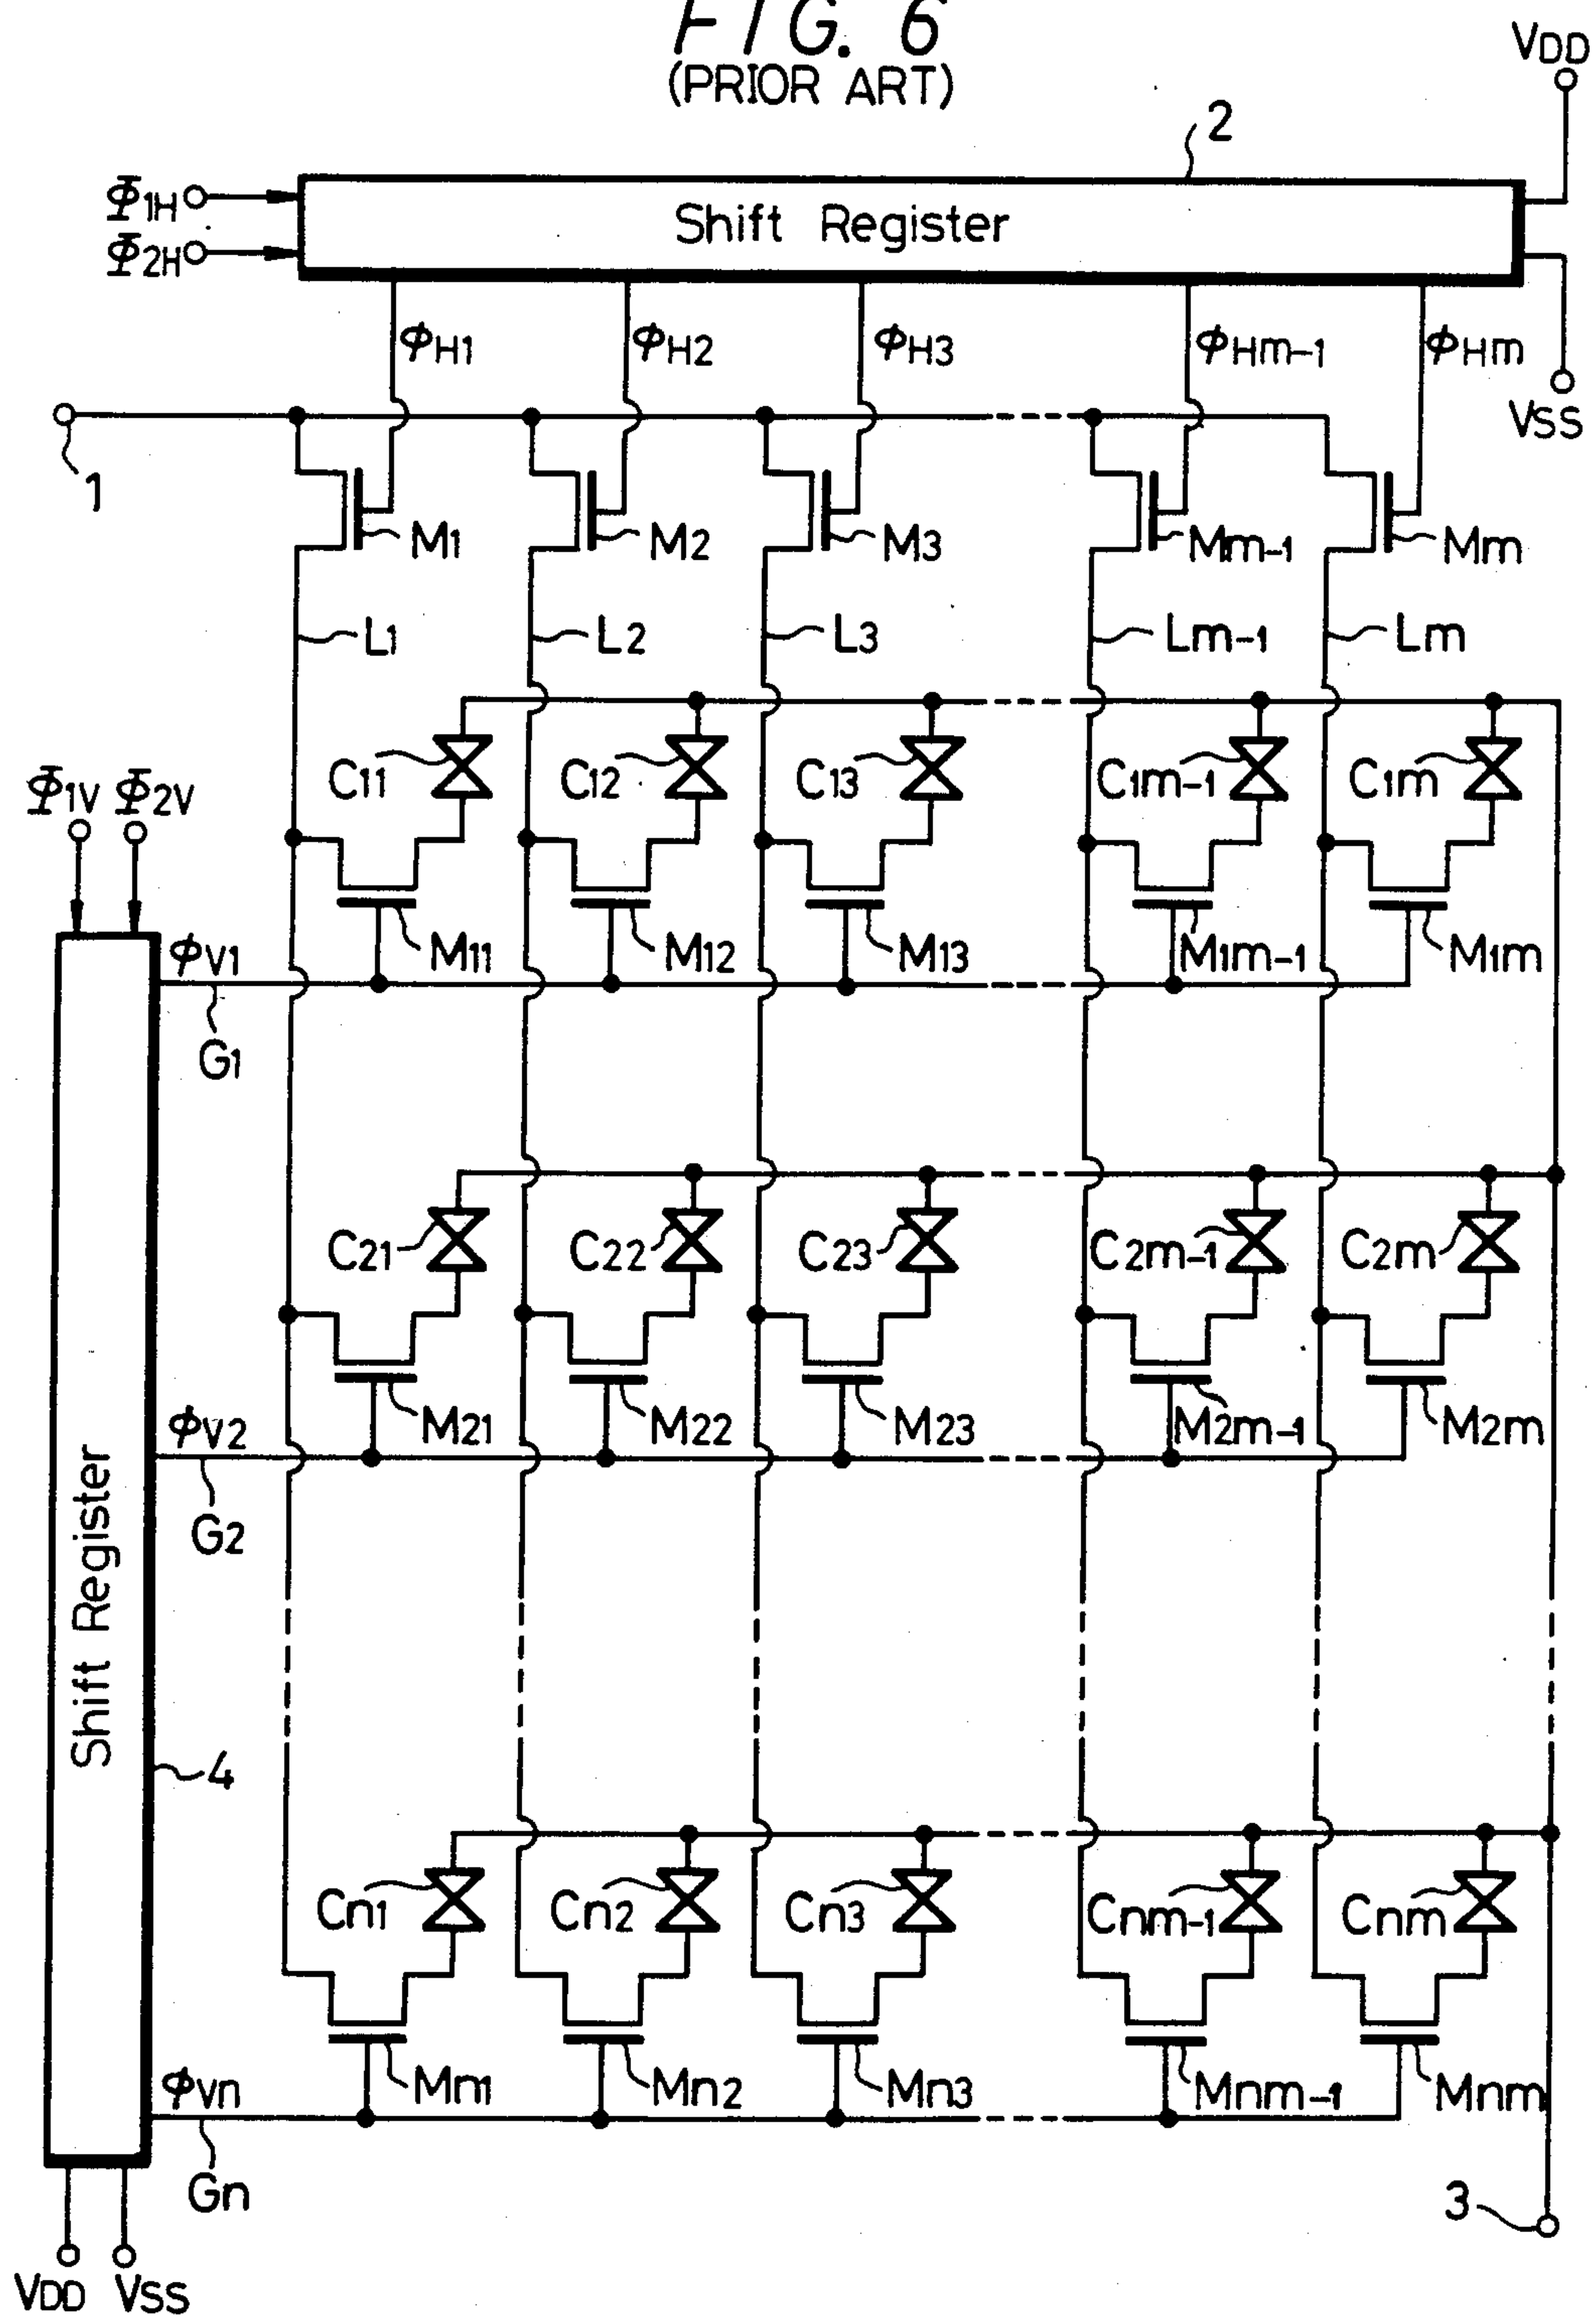 FIG. 6
(PRIOR ART)
VDD
2
Φ1H
Shift Register
Φ2H
ϕH1 ϕH2 ϕH3 ϕHm-1 ϕHm
VSS
1
M1 M2 M3 Mm-1 Mm
L1 L2 L3 Lm-1 Lm
C11 C12 C13 C1m-1 C1m
Φ1V Φ2V
M11 M12 M13 M1m-1 M1m
ϕV1
G1
C21 C22 C23 C2m-1 C2m
M21 M22 M23 M2m-1 M2m
ϕV2
G2
Shift Register
4
Cn1 Cn2 Cn3 Cnm-1 Cnm
Mn1 Mn2 Mn3 Mnm-1 Mnm
ϕVn
Gn
3
VDD VSS